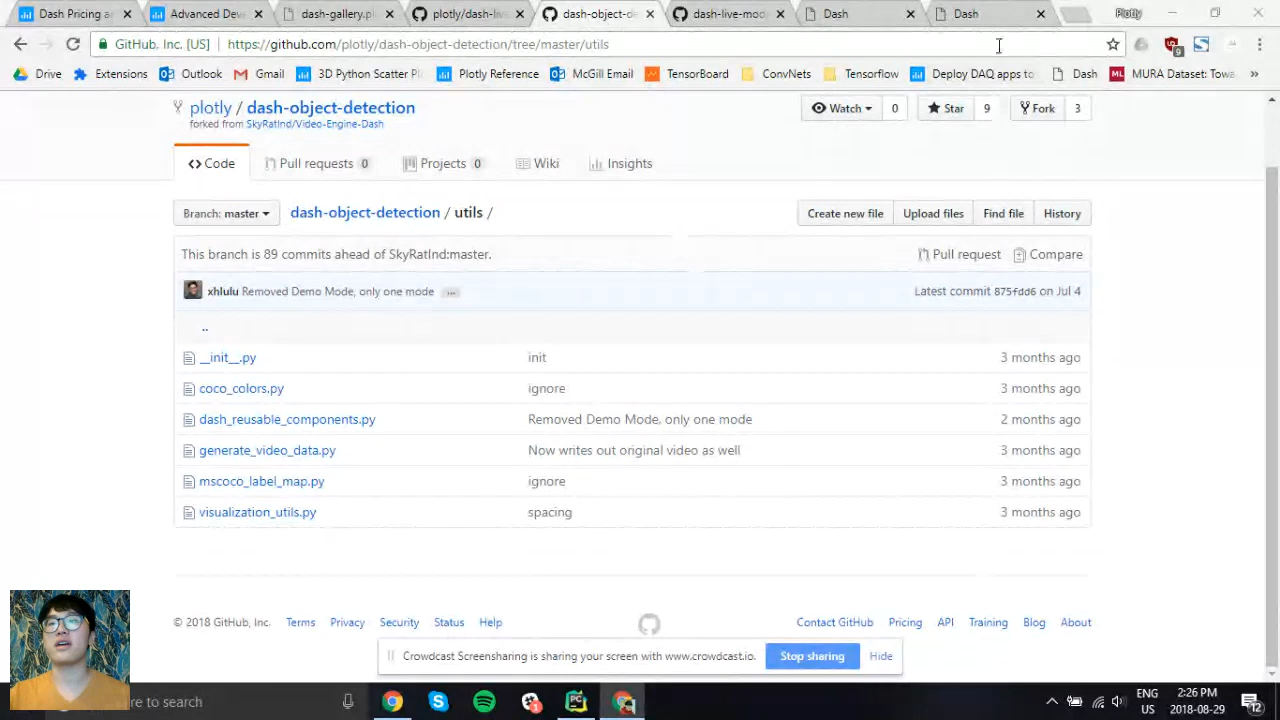 Dash Pricing a
Advanced Dev
dash-gallery.pl
plotly/dash-liv
dash-object-de
dash-live-mod
Dash
Dash
Plotly
GitHub, Inc. [US]
https://github.com/plotly/dash-object-detection/tree/master/utils
9
Drive
Extensions
Outlook
Gmail
3D Python Scatter Pl
Plotly Reference
McGill Email
TensorBoard
ConvNets
Tensorflow
Deploy DAQ apps to
Dash
ML
MURA Dataset: Towa
»
plotly / dash-object-detection
Watch 0
Star 9
Fork 3
forked from SkyRatInd/Video-Engine-Dash
Code
Pull requests 0
Projects 0
Wiki
Insights
Branch: master
dash-object-detection / utils /
Create new file
Upload files
Find file
History
This branch is 89 commits ahead of SkyRatInd:master.
Pull request
Compare
xhlulu Removed Demo Mode, only one mode ...
Latest commit 875fdd6 on Jul 4
..
__init__.py init 3 months ago
coco_colors.py ignore 3 months ago
dash_reusable_components.py Removed Demo Mode, only one mode 2 months ago
generate_video_data.py Now writes out original video as well 3 months ago
mscoco_label_map.py ignore 3 months ago
visualization_utils.py spacing 3 months ago
© 2018 GitHub, Inc.
Terms
Privacy
Security
Status
Help
Contact GitHub
Pricing
API
Training
Blog
About
Crowdcast Screensharing is sharing your screen with www.crowdcast.io.
Stop sharing
Hide
to search
PC
1
ENG
US
2:26 PM
2018-08-29
12